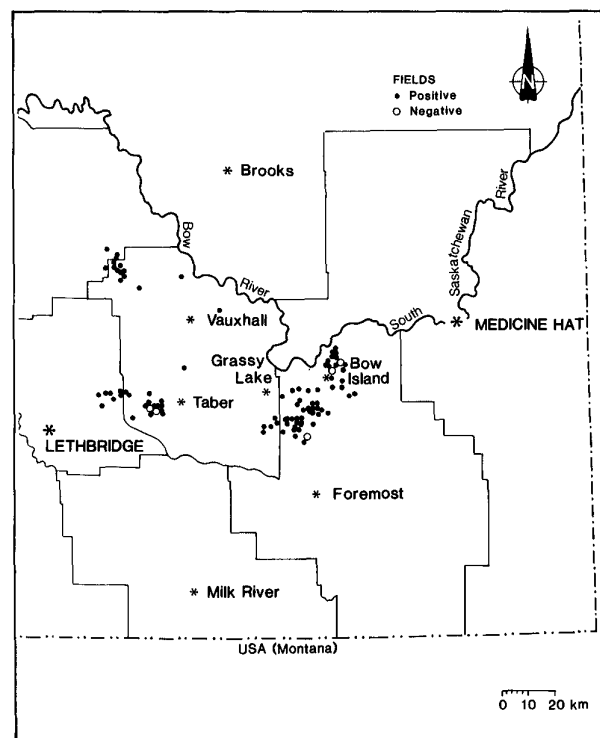 N
FIELDS
• Positive
○ Negative
* Brooks
Bow
River
Saskatchewan
River
South
* Vauxhall
* MEDICINE HAT
Grassy
Lake
*
Bow
Island
*
* Taber
*
LETHBRIDGE
* Foremost
* Milk River
USA (Montana)
0 10 20 km